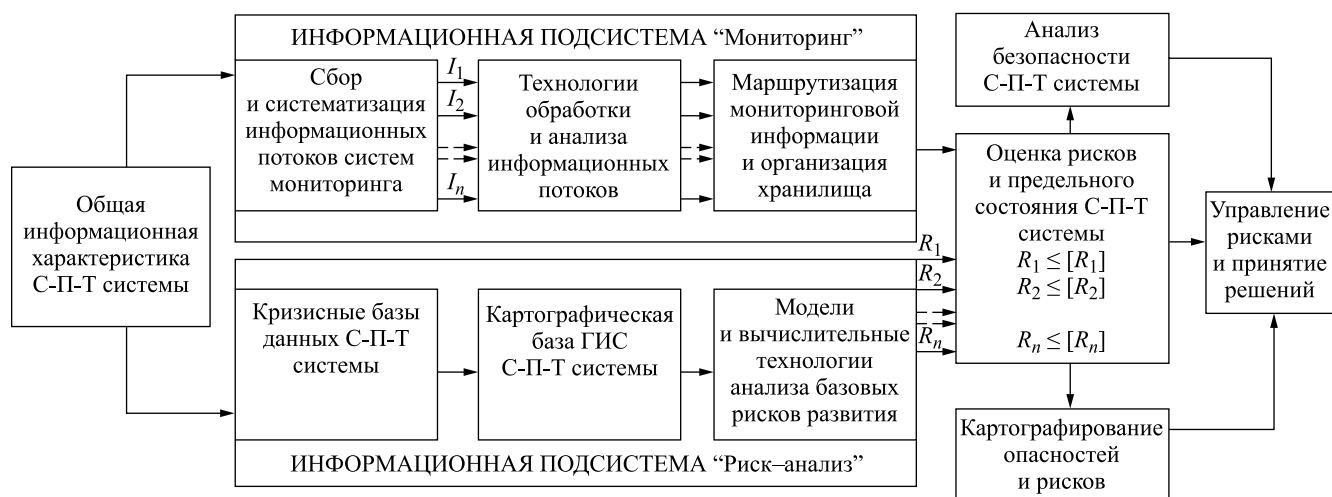 Общая
информационная
характеристика
С-П-Т системы
ИНФОРМАЦИОННАЯ ПОДСИСТЕМА “Мониторинг”
Сбор
и систематизация
информационных
потоков систем
мониторинга
I1
I2
In
Технологии
обработки
и анализа
информационных
потоков
Маршрутизация
мониторинговой
информации
и организация
хранилища
Кризисные базы
данных С-П-Т
системы
Картографическая
база ГИС
С-П-Т системы
Модели
и вычислительные
технологии
анализа базовых
рисков развития
ИНФОРМАЦИОННАЯ ПОДСИСТЕМА “Риск–анализ”
R1
R2
Rn
Анализ
безопасности
С-П-Т системы
Оценка рисков
и предельного
состояния С-П-Т
системы
R1 ≤ [R1]
R2 ≤ [R2]
Rn ≤ [Rn]
Картографирование
опасностей
и рисков
Управление
рисками
и принятие
решений